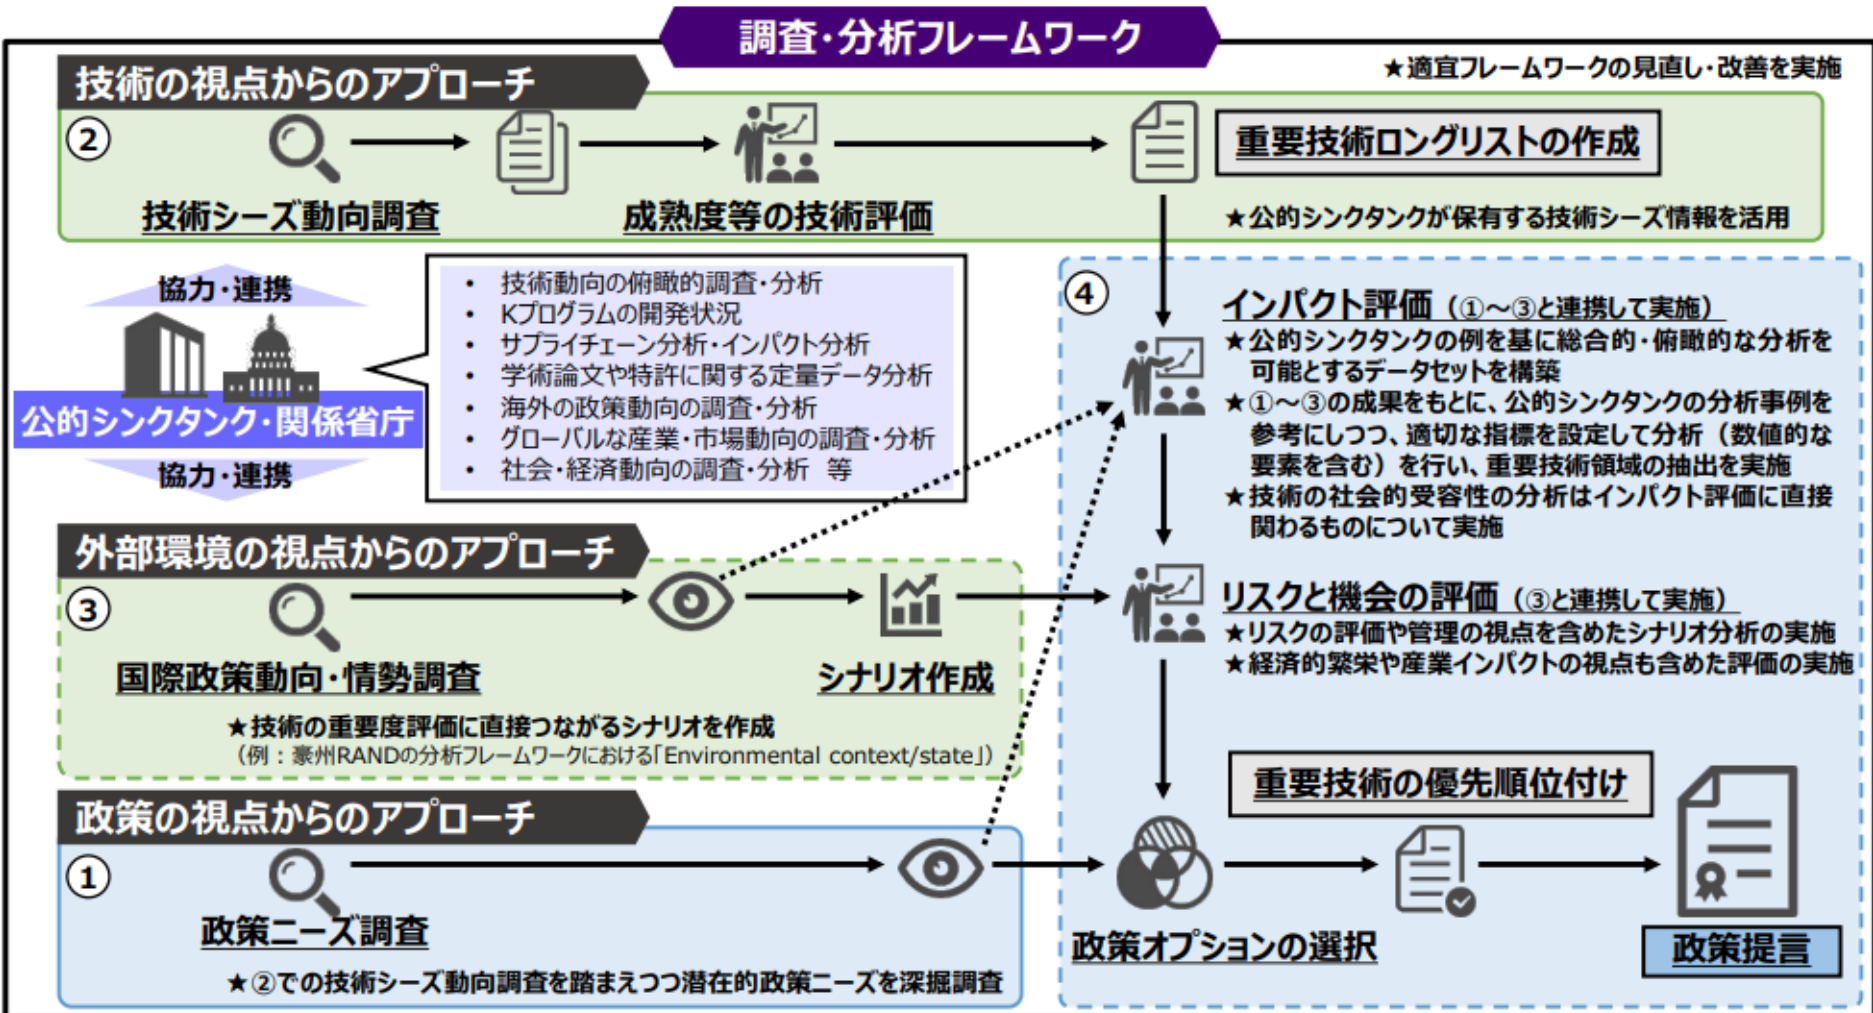 調査・分析フレームワーク
技術の視点からのアプローチ
★適宜フレームワークの見直し・改善を実施
②
重要技術ロングリストの作成
技術シーズ動向調査
成熟度等の技術評価
★公的シンクタンクが保有する技術シーズ情報を活用
協力・連携
公的シンクタンク・関係省庁
協力・連携
• 技術動向の俯瞰的調査・分析
• Kプログラムの開発状況
• サプライチェーン分析・インパクト分析
• 学術論文や特許に関する定量データ分析
• 海外の政策動向の調査・分析
• グローバルな産業・市場動向の調査・分析
• 社会・経済動向の調査・分析 等
④
インパクト評価（①～③と連携して実施）
★公的シンクタンクの例を基に総合的・俯瞰的な分析を
可能とするデータセットを構築
★①～③の成果をもとに、公的シンクタンクの分析事例を
参考にしつつ、適切な指標を設定して分析（数値的な
要素を含む）を行い、重要技術領域の抽出を実施
★技術の社会的受容性の分析はインパクト評価に直接
関わるものについて実施
外部環境の視点からのアプローチ
③
国際政策動向・情勢調査
シナリオ作成
★技術の重要度評価に直接つながるシナリオを作成
（例：豪州RANDの分析フレームワークにおける「Environmental context/state」）
リスクと機会の評価（③と連携して実施）
★リスクの評価や管理の視点を含めたシナリオ分析の実施
★経済的繁栄や産業インパクトの視点も含めた評価の実施
政策の視点からのアプローチ
①
政策ニーズ調査
★②での技術シーズ動向調査を踏まえつつ潜在的政策ニーズを深掘調査
重要技術の優先順位付け
政策オプションの選択
政策提言